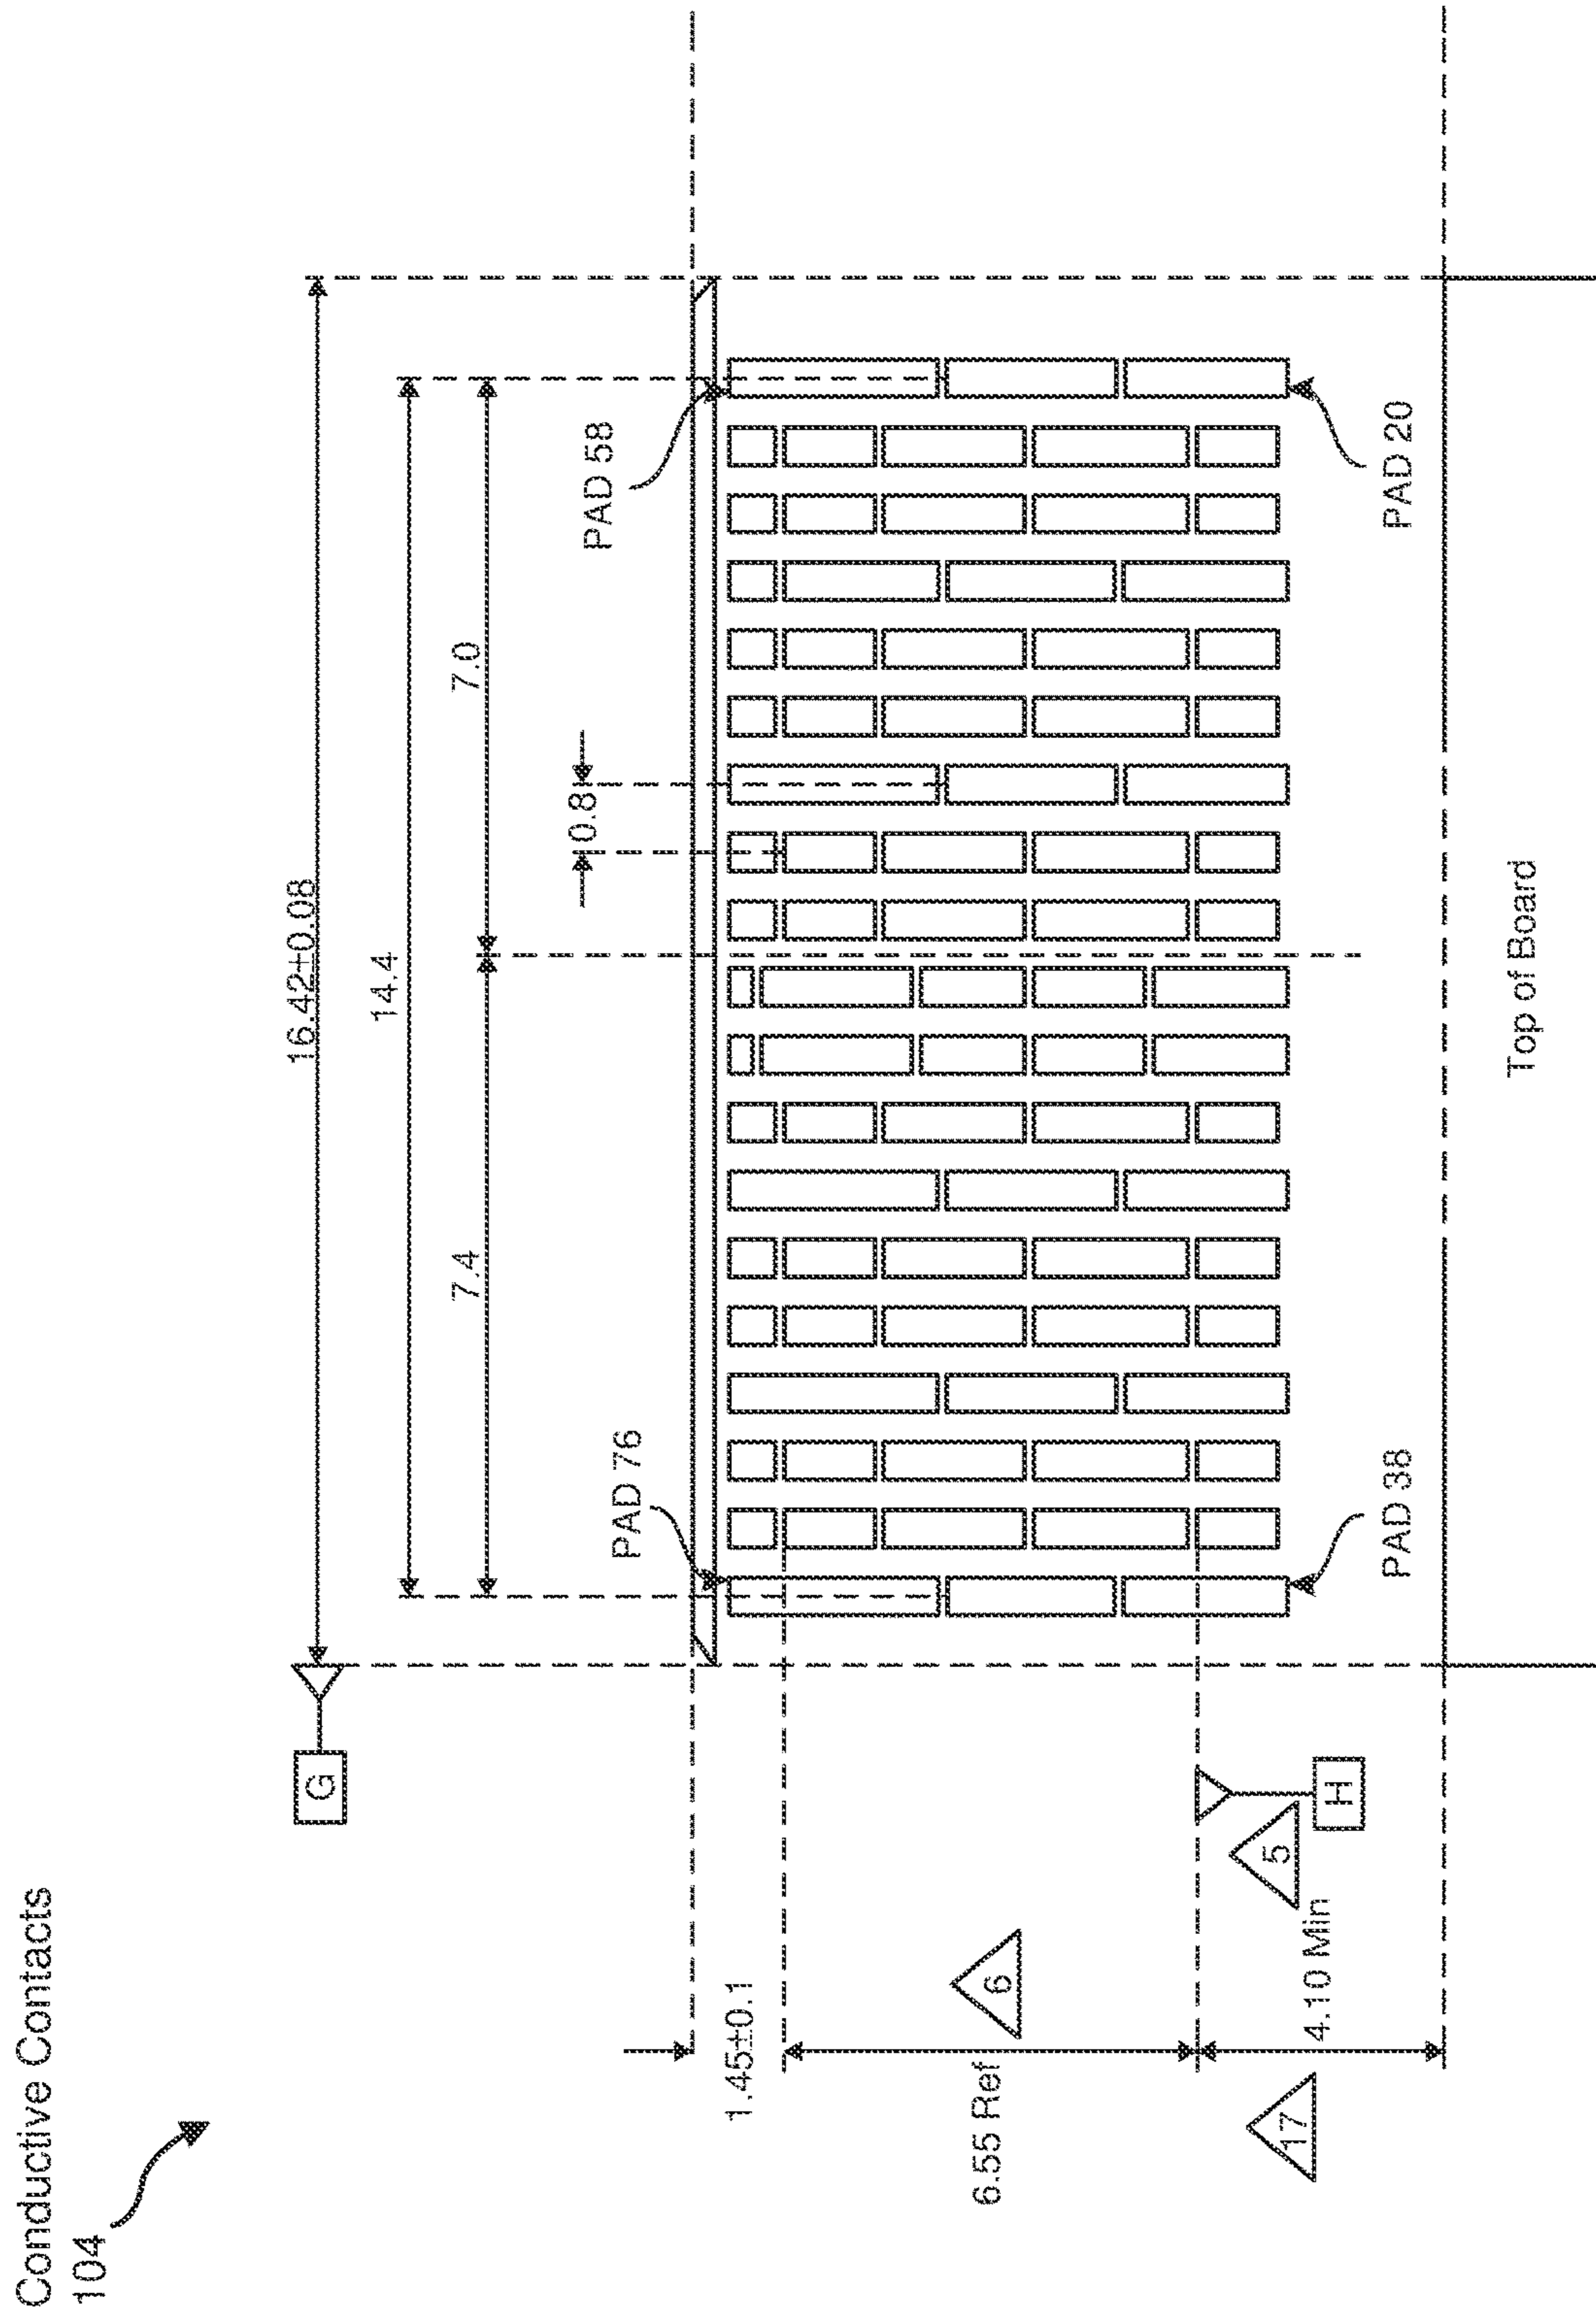 Conductive Contacts
104
G
16.42±0.08
14.4
7.4
7.0
0.8
PAD 76
PAD 58
1.45±0.1
6.55 Ref
6
5
H
4.10 Min
17
PAD 38
PAD 20
Top of Board